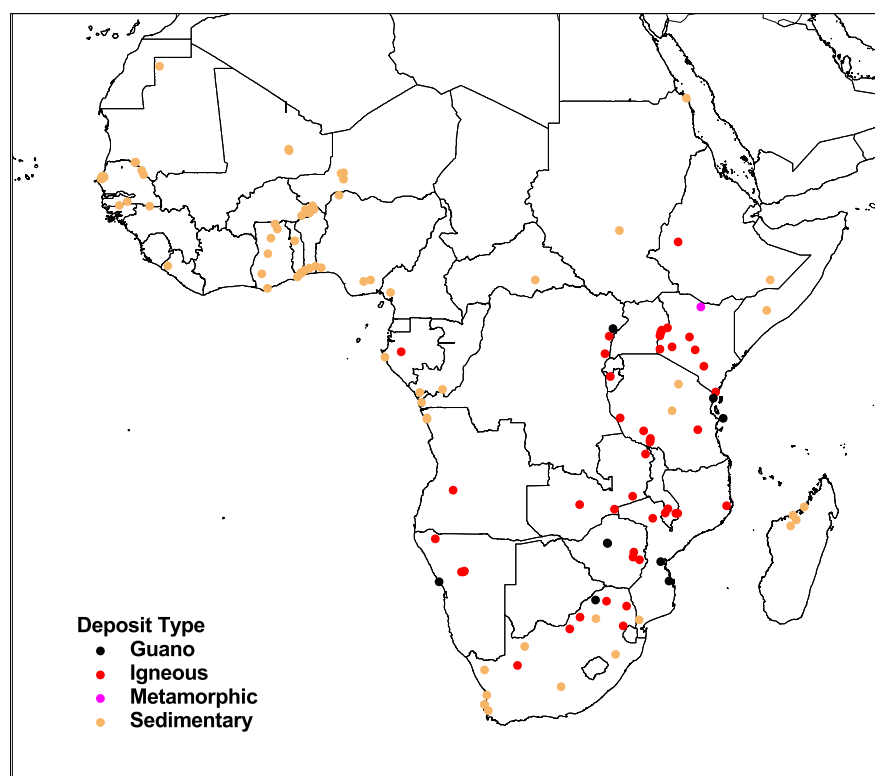 Deposit Type
Guano
Igneous
Metamorphic
Sedimentary